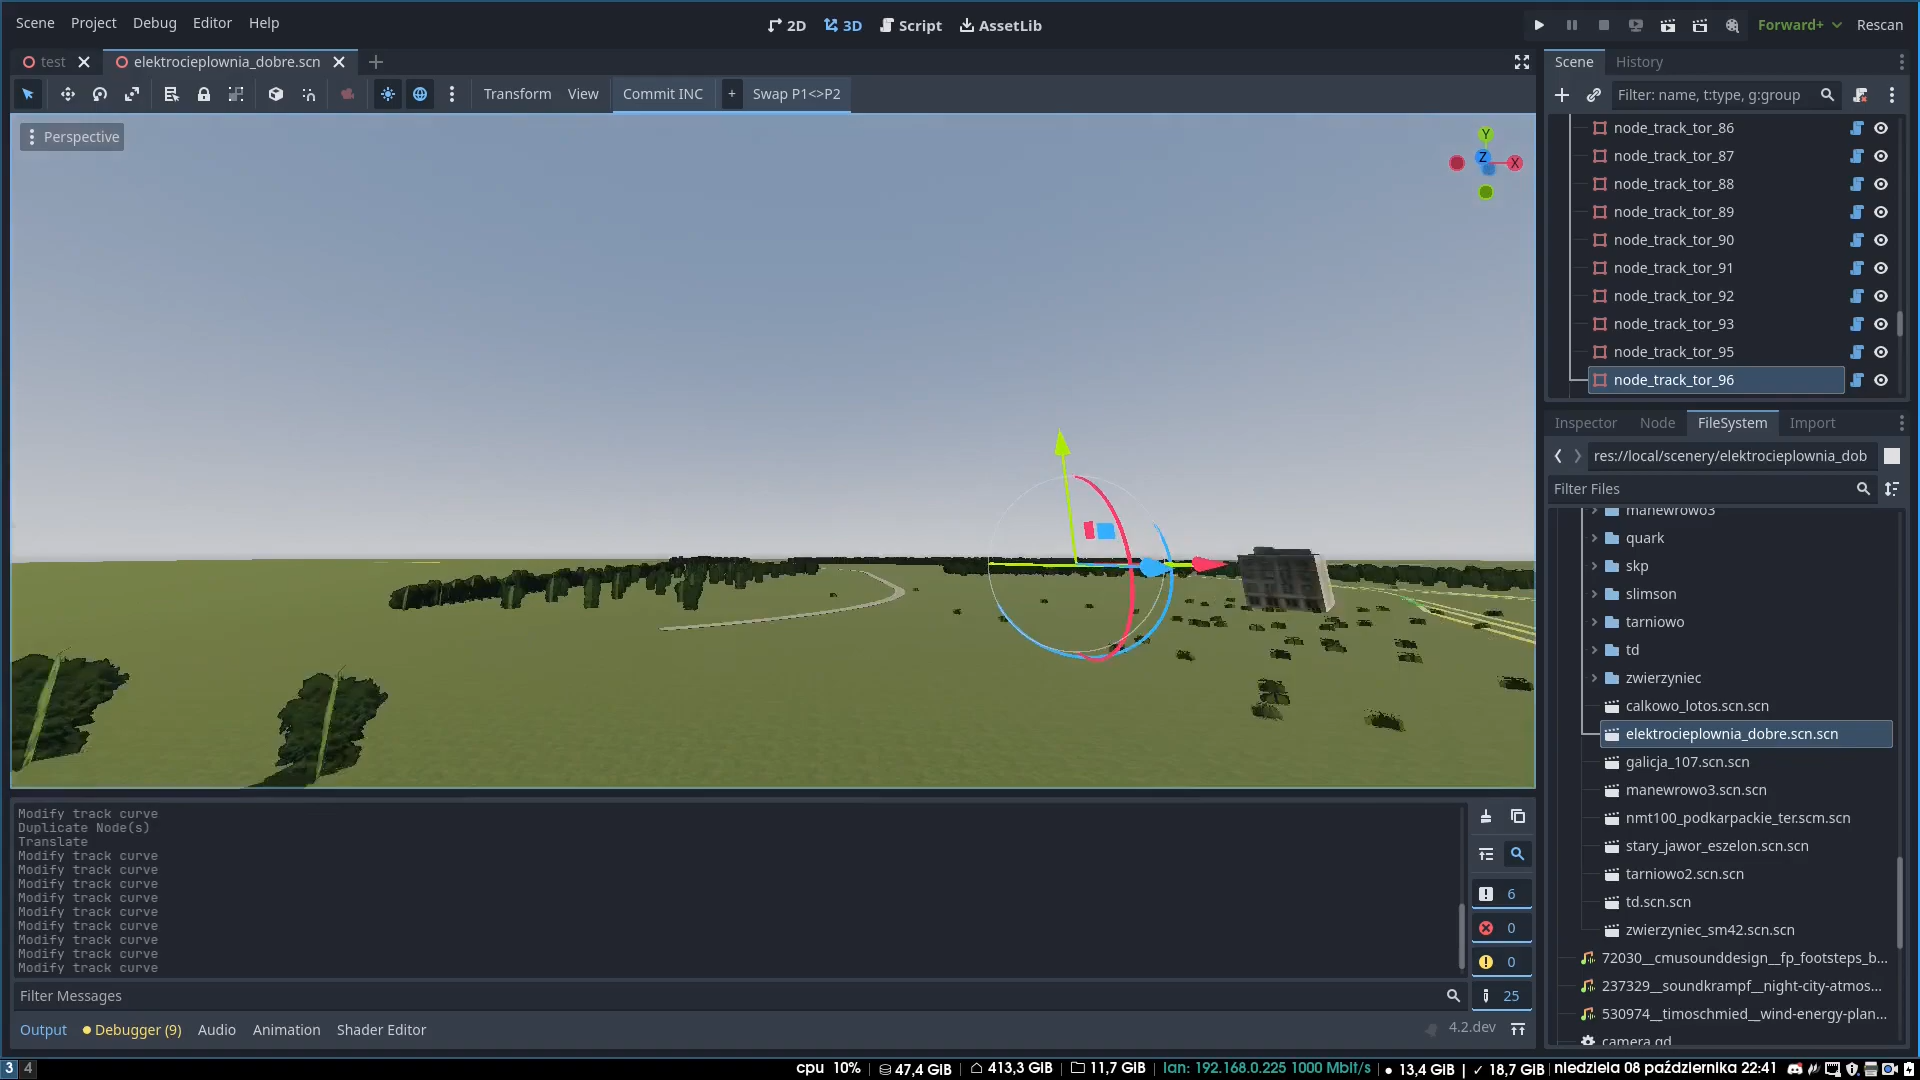 Scene Project Debug Editor Help
2D 3D Script AssetLib
Forward+ Rescan
test elektrocieplownia_dobre.scn
Transform View Commit INC + Swap P1<>P2
Perspective
Y
Z X
Scene History
Filter: name, t:type, g:group
node_track_tor_86
node_track_tor_87
node_track_tor_88
node_track_tor_89
node_track_tor_90
node_track_tor_91
node_track_tor_92
node_track_tor_93
node_track_tor_95
node_track_tor_96
Inspector Node FileSystem Import
res://local/scenery/elektrocieplownia_dob
Filter Files
manewrowo3
quark
skp
slimson
tarniowo
td
zwierzyniec
calkowo_lotos.scn.scn
elektrocieplownia_dobre.scn.scn
galicja_107.scn.scn
manewrowo3.scn.scn
nmt100_podkarpackie_ter.scm.scn
stary_jawor_eszelon.scn.scn
tarniowo2.scn.scn
td.scn.scn
zwierzyniec_sm42.scn.scn
72030__cmusounddesign__fp_footsteps_b...
237329__soundkrampf__night-city-atmos...
530974__timoschmied__wind-energy-plan...
camera.gd
Modify track curve
Duplicate Node(s)
Translate
Modify track curve
Modify track curve
Modify track curve
Modify track curve
Modify track curve
Modify track curve
Modify track curve
Modify track curve
Modify track curve
6
0
0
25
Filter Messages
Output Debugger (9) Audio Animation Shader Editor
4.2.dev
3 4
cpu 10% 47,4 GiB 413,3 GiB 11,7 GiB lan: 192.168.0.225 1000 Mbit/s 13,4 GiB | ✓ 18,7 GiB niedziela 08 października 22:41